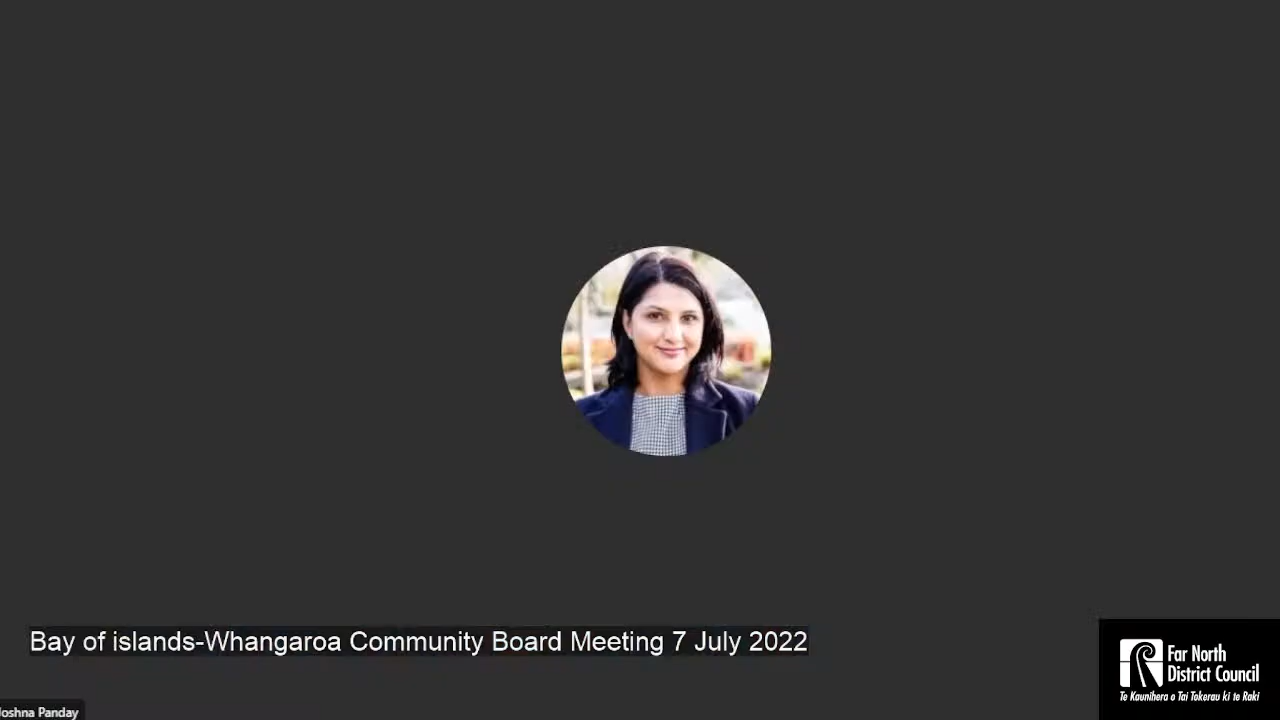 Bay of islands-Whangaroa Community Board Meeting 7 July 2022
Far North
District Council
Te Kaunihera o Tai Tokerau ki te Raki
Joshna Panday